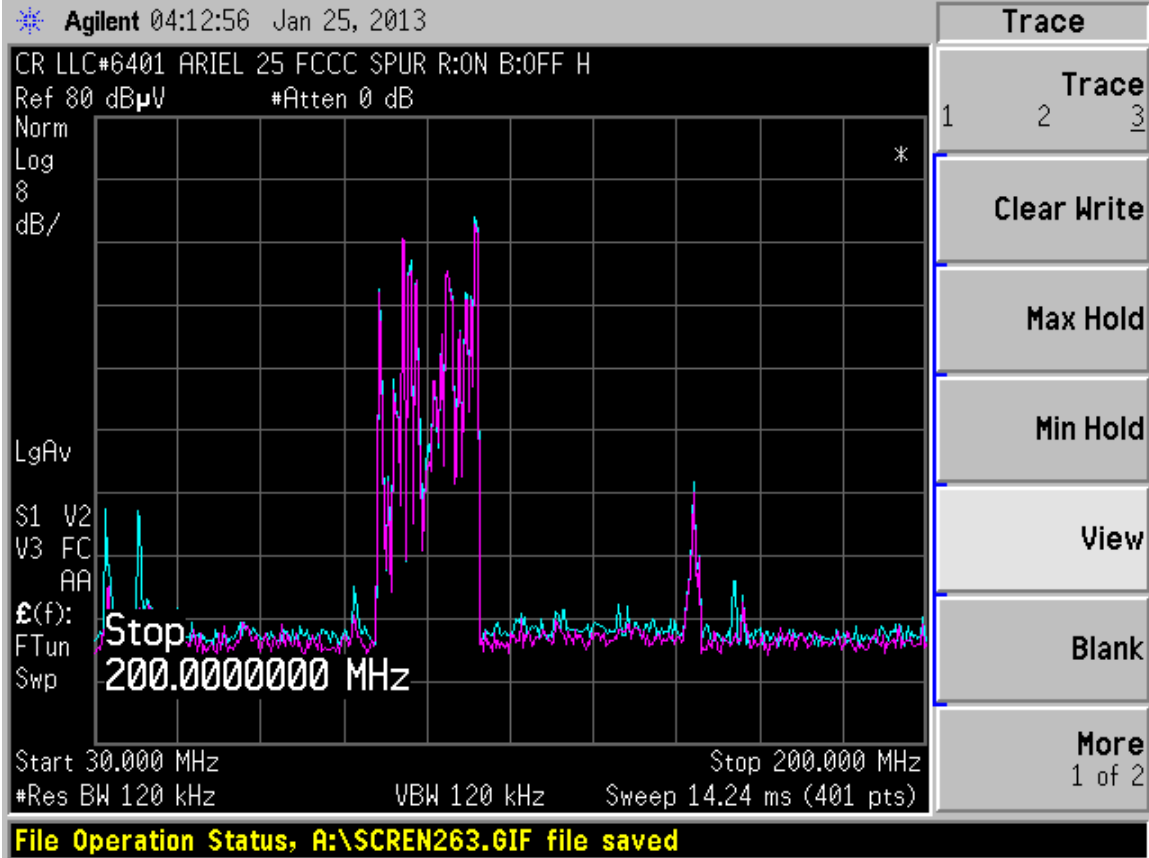 Agilent 04:12:56 Jan 25, 2013
Trace
CR LLC#6401 ARIEL 25 FCCC SPUR R:ON B:OFF H
Ref 80 dBµV #Atten 0 dB
Norm
Log
8
dB/
*
LgAv
S1 V2
V3 FC
AA
£(f):
FTun
Swp
Stop
200.0000000 MHz
Start 30.000 MHz Stop 200.000 MHz
#Res BW 120 kHz VBW 120 kHz Sweep 14.24 ms (401 pts)
Trace
1 2 3
Clear Write
Max Hold
Min Hold
View
Blank
More
1 of 2
File Operation Status, A:\SCREN263.GIF file saved